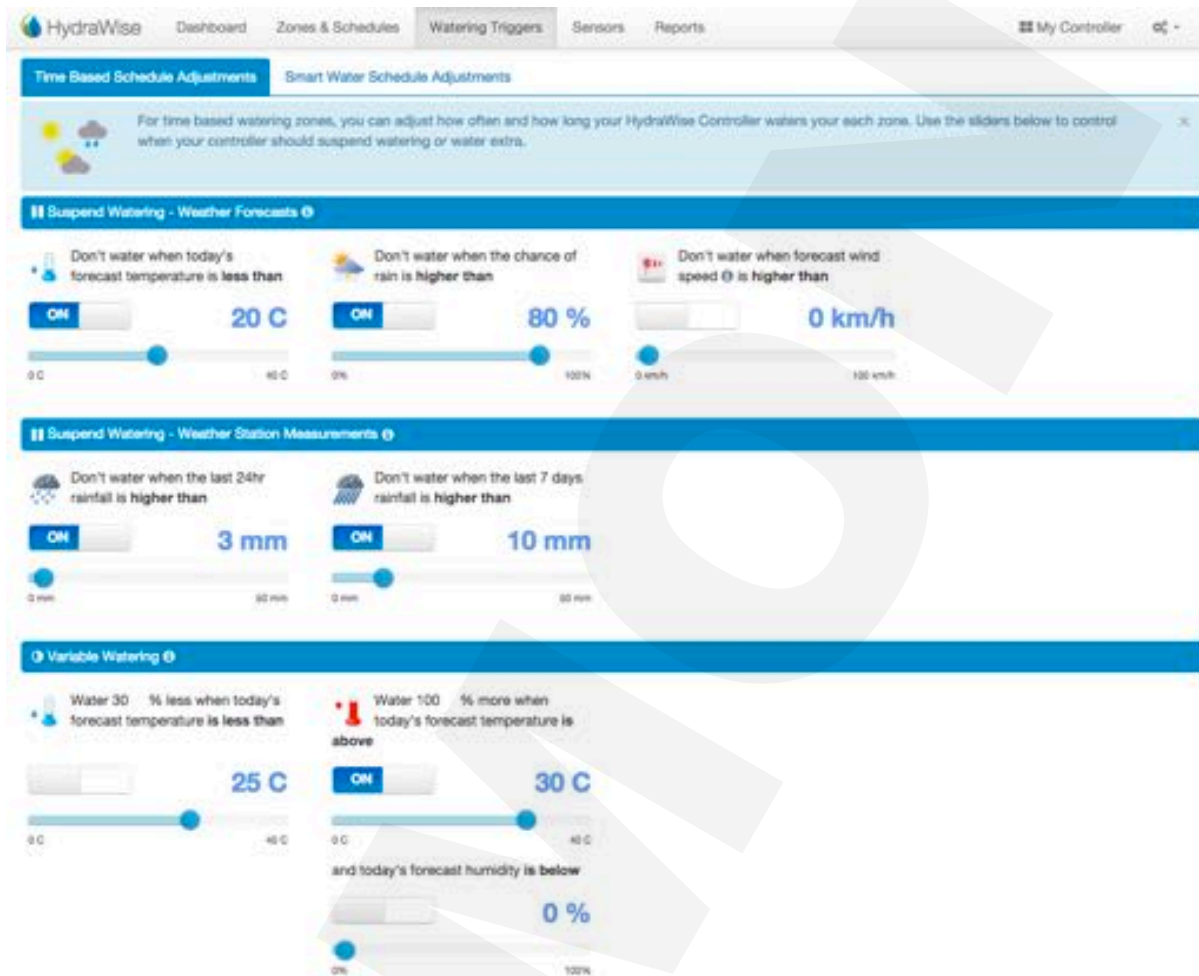 HydraWise Dashboard Zones & Schedules Watering Triggers Sensors Reports My Controller
Time Based Schedule Adjustments Smart Water Schedule Adjustments
For time based watering zones, you can adjust how often and how long your HydraWise Controller waters your each zone. Use the sliders below to control
when your controller should suspend watering or water extra.
×
Suspend Watering - Weather Forecasts
Don't water when today's
forecast temperature is less than
ON 20 C
0 C 40 C
Don't water when the chance of
rain is higher than
ON 80 %
0% 100%
Don't water when forecast wind
speed is higher than
0 km/h
0 km/h 100 km/h
Suspend Watering - Weather Station Measurements
Don't water when the last 24hr
rainfall is higher than
ON 3 mm
0 mm 50 mm
Don't water when the last 7 days
rainfall is higher than
ON 10 mm
0 mm
Variable Watering
Water 30 % less when today's
forecast temperature is less than
25 C
0 C 40 C
Water 100 % more when
today's forecast temperature is
above
ON 30 C
0 C 40 C
and today's forecast humidity is below
0 %
0% 100%